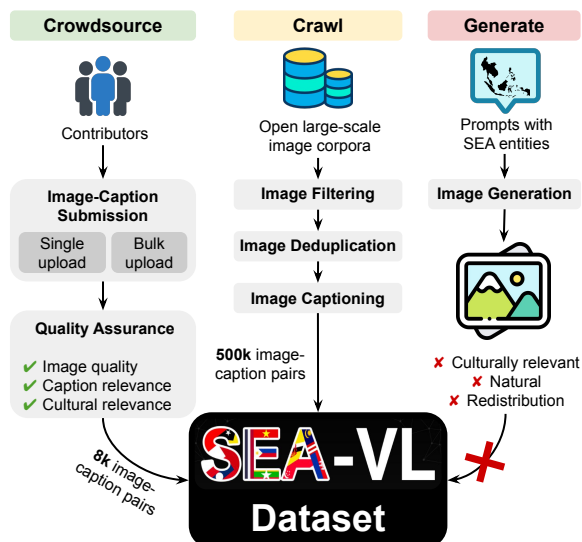 Crowdsource
Contributors
Image-Caption
Submission
Single
upload
Bulk
upload
Quality Assurance
✔ Image quality
✔ Caption relevance
✔ Cultural relevance
8k image-
caption pairs
Crawl
Open large-scale
image corpora
Image Filtering
Image Deduplication
Image Captioning
500k image-
caption pairs
Generate
Prompts with
SEA entities
Image Generation
✘ Culturally relevant
✘ Natural
✘ Redistribution
SEA-VL
Dataset